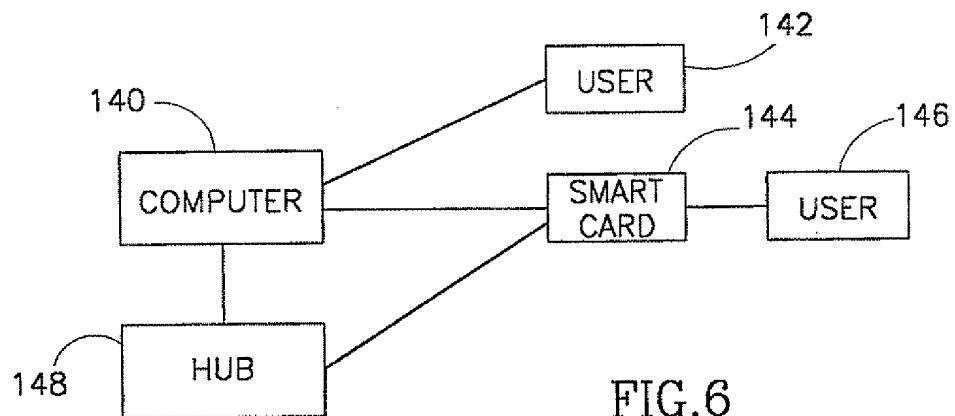 142
USER
140
144
146
COMPUTER
SMART
CARD
USER
148
HUB
FIG.6